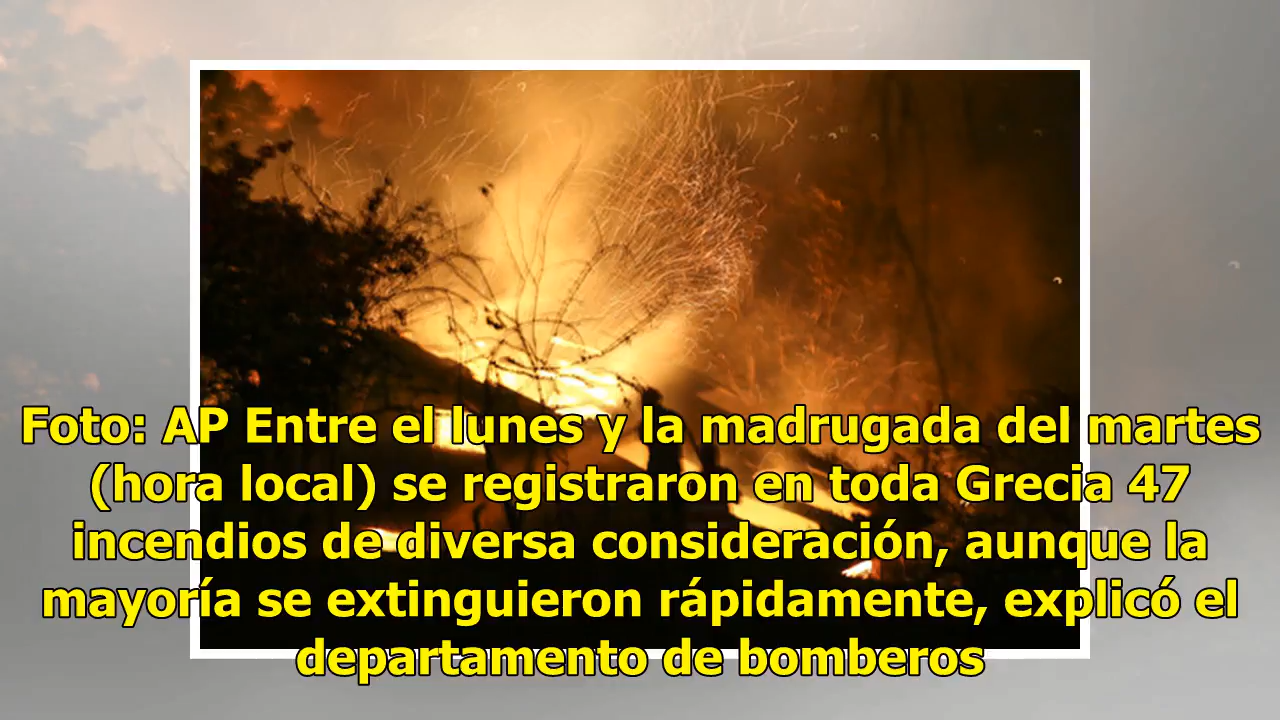 Foto: AP Entre el lunes y la madrugada del martes
(hora local) se registraron en toda Grecia 47
incendios de diversa consideración, aunque la
mayoría se extinguieron rápidamente, explicó el
departamento de bomberos